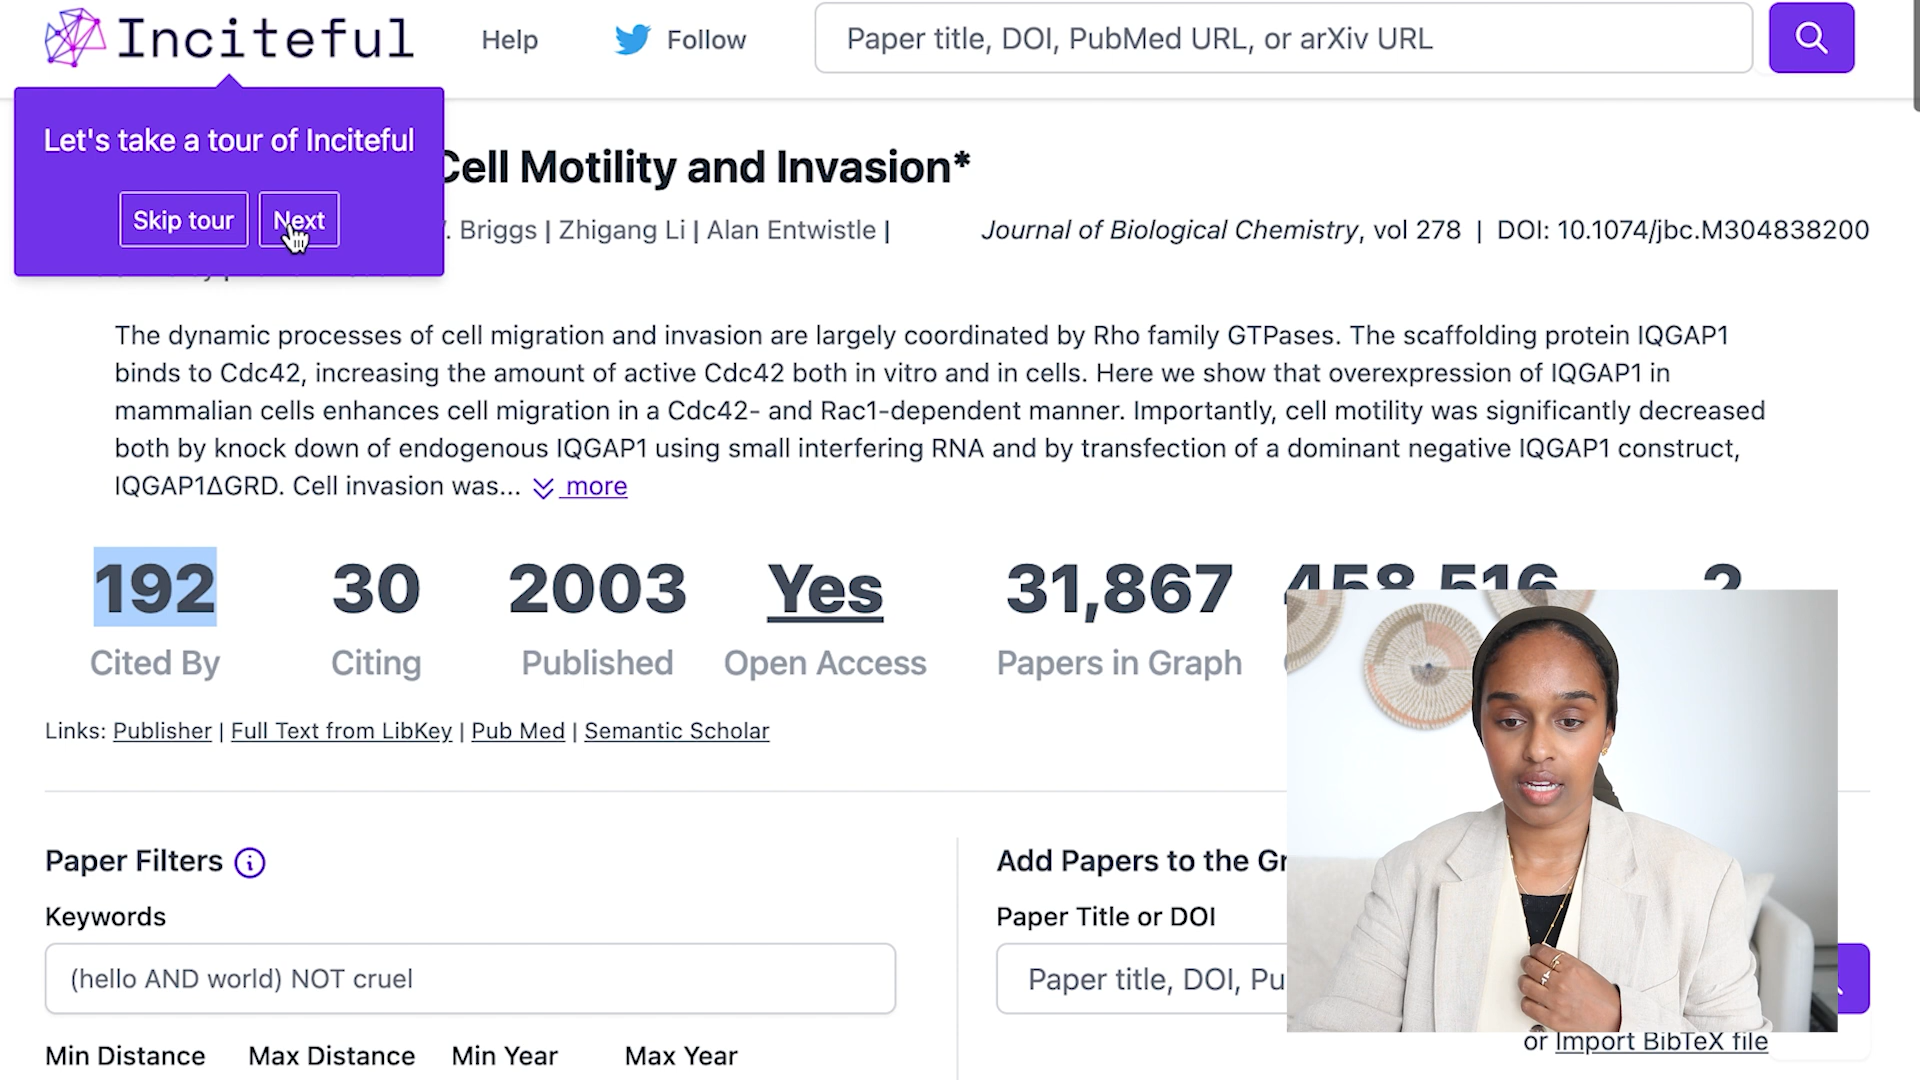 Inciteful
Help
Follow
Paper title, DOI, PubMed URL, or arXiv URL
Let's take a tour of Inciteful
Skip tour
Next
Cell Motility and Invasion*
. Briggs | Zhigang Li | Alan Entwistle |
Journal of Biological Chemistry, vol 278 | DOI: 10.1074/jbc.M304838200
The dynamic processes of cell migration and invasion are largely coordinated by Rho family GTPases. The scaffolding protein IQGAP1
binds to Cdc42, increasing the amount of active Cdc42 both in vitro and in cells. Here we show that overexpression of IQGAP1 in
mammalian cells enhances cell migration in a Cdc42- and Rac1-dependent manner. Importantly, cell motility was significantly decreased
both by knock down of endogenous IQGAP1 using small interfering RNA and by transfection of a dominant negative IQGAP1 construct,
IQGAP1ΔGRD. Cell invasion was... more
192 30 2003 Yes 31,867 458,516 2
Cited By Citing Published Open Access Papers in Graph
Links: Publisher | Full Text from LibKey | Pub Med | Semantic Scholar
Paper Filters
Keywords
(hello AND world) NOT cruel
Min Distance Max Distance Min Year Max Year
Add Papers to the Gr
Paper Title or DOI
Paper title, DOI, Pu
or Import BibTeX file